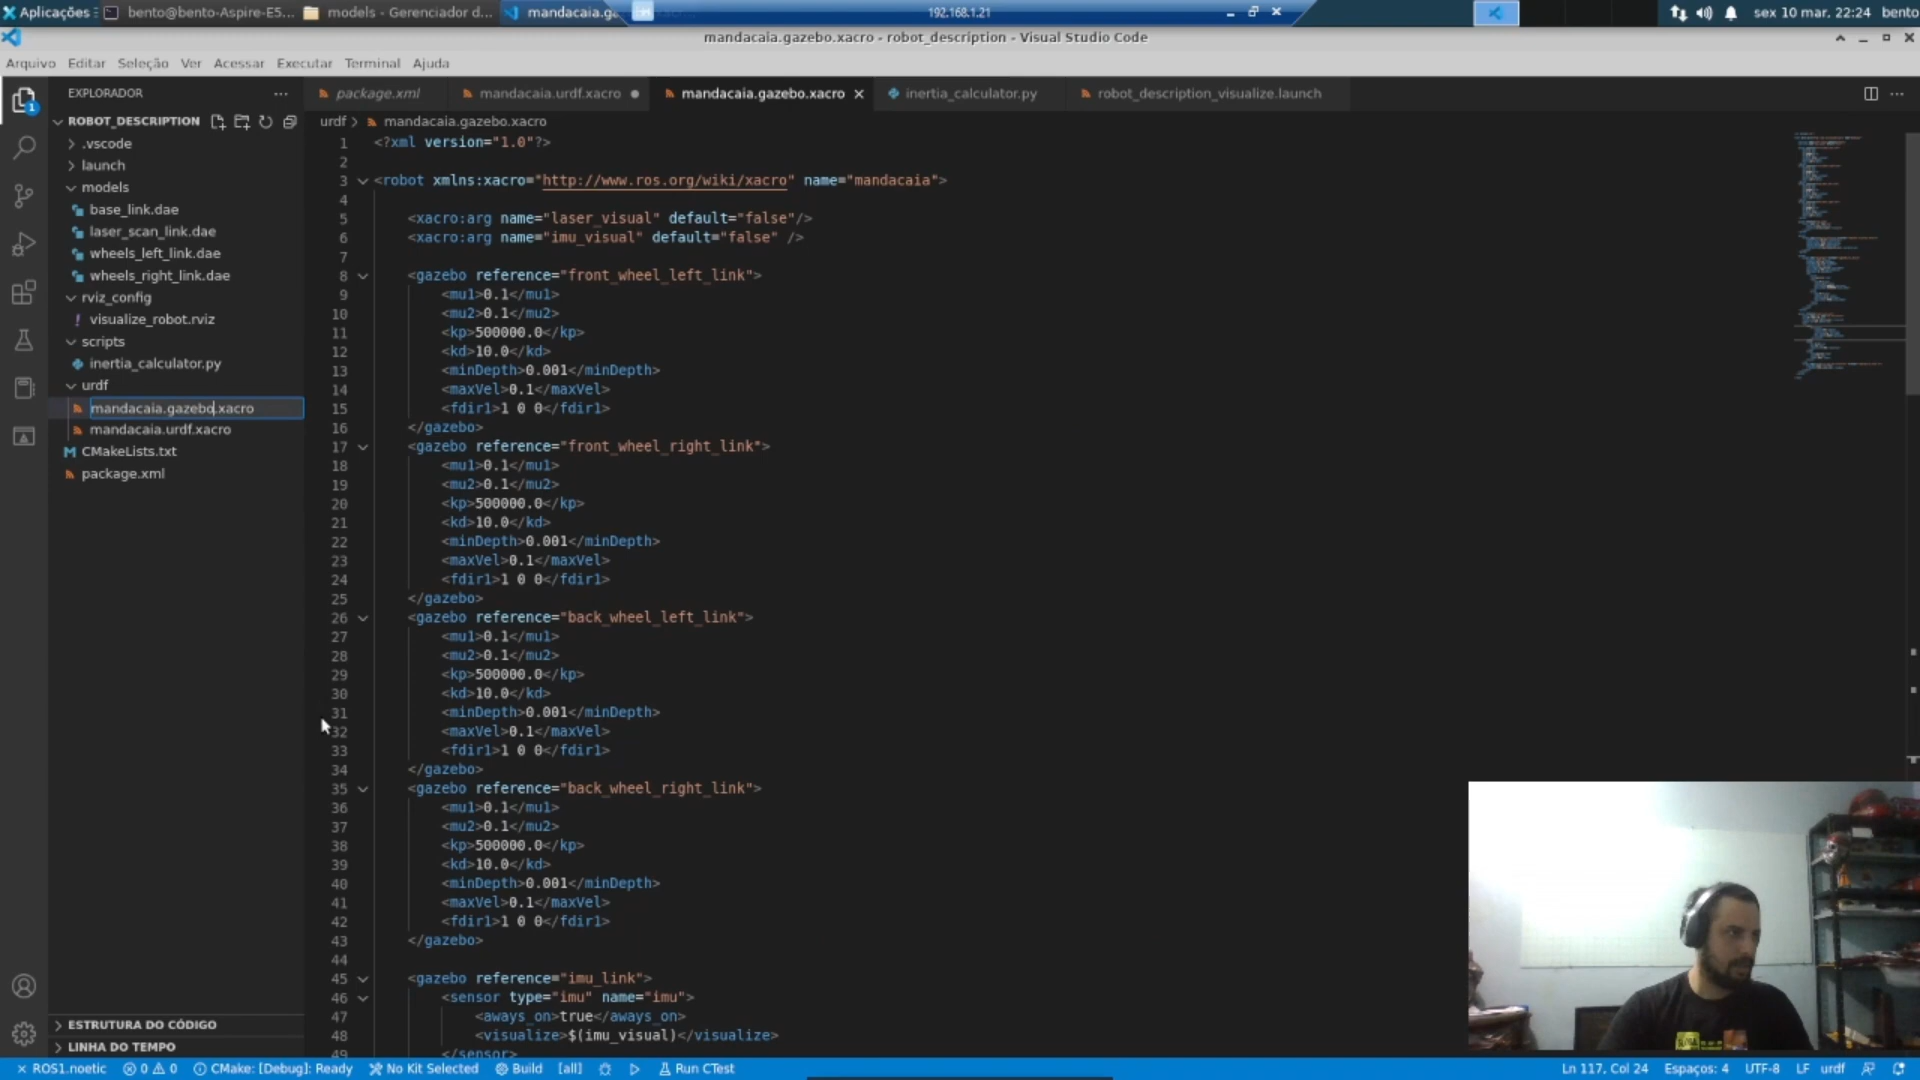 Aplicações
bento@bento-Aspire-E5...
models - Gerenciador d...
mandacaia.ga
192.168.1.21
sex 10 mar. 22:24
bento
mandacaia.gazebo.xacro - robot_description - Visual Studio Code
Arquivo Editar Seleção Ver Acessar Executar Terminal Ajuda
EXPLORADOR
package.xml
mandacaia.urdf.xacro
mandacaia.gazebo.xacro
inertia_calculator.py
robot_description_visualize.launch
ROBOT_DESCRIPTION
.vscode
launch
models
base_link.dae
laser_scan_link.dae
wheels_left_link.dae
wheels_right_link.dae
rviz_config
visualize_robot.rviz
scripts
inertia_calculator.py
urdf
mandacaia.gazebo.xacro
mandacaia.urdf.xacro
CMakeLists.txt
package.xml
ESTRUTURA DO CÓDIGO
LINHA DO TEMPO
urdf > mandacaia.gazebo.xacro
1 <?xml version="1.0"?>
2
3 <robot xmlns:xacro="http://www.ros.org/wiki/xacro" name="mandacaia">
4
5 <xacro:arg name="laser_visual" default="false"/>
6 <xacro:arg name="imu_visual" default="false" />
7
8 <gazebo reference="front_wheel_left_link">
9 <mu1>0.1</mu1>
10 <mu2>0.1</mu2>
11 <kp>500000.0</kp>
12 <kd>10.0</kd>
13 <minDepth>0.001</minDepth>
14 <maxVel>0.1</maxVel>
15 <fdir1>1 0 0</fdir1>
16 </gazebo>
17 <gazebo reference="front_wheel_right_link">
18 <mu1>0.1</mu1>
19 <mu2>0.1</mu2>
20 <kp>500000.0</kp>
21 <kd>10.0</kd>
22 <minDepth>0.001</minDepth>
23 <maxVel>0.1</maxVel>
24 <fdir1>1 0 0</fdir1>
25 </gazebo>
26 <gazebo reference="back_wheel_left_link">
27 <mu1>0.1</mu1>
28 <mu2>0.1</mu2>
29 <kp>500000.0</kp>
30 <kd>10.0</kd>
31 <minDepth>0.001</minDepth>
32 <maxVel>0.1</maxVel>
33 <fdir1>1 0 0</fdir1>
34 </gazebo>
35 <gazebo reference="back_wheel_right_link">
36 <mu1>0.1</mu1>
37 <mu2>0.1</mu2>
38 <kp>500000.0</kp>
39 <kd>10.0</kd>
40 <minDepth>0.001</minDepth>
41 <maxVel>0.1</maxVel>
42 <fdir1>1 0 0</fdir1>
43 </gazebo>
44
45 <gazebo reference="imu_link">
46 <sensor type="imu" name="imu">
47 <aways_on>true</aways_on>
48 <visualize>$(imu_visual)</visualize>
49 </sensor>
ROS1.noetic 0 0 CMake: [Debug]: Ready No Kit Selected Build [all] Run CTest
Ln 117, Col 24 Espaços: 4 UTF-8 LF urdf